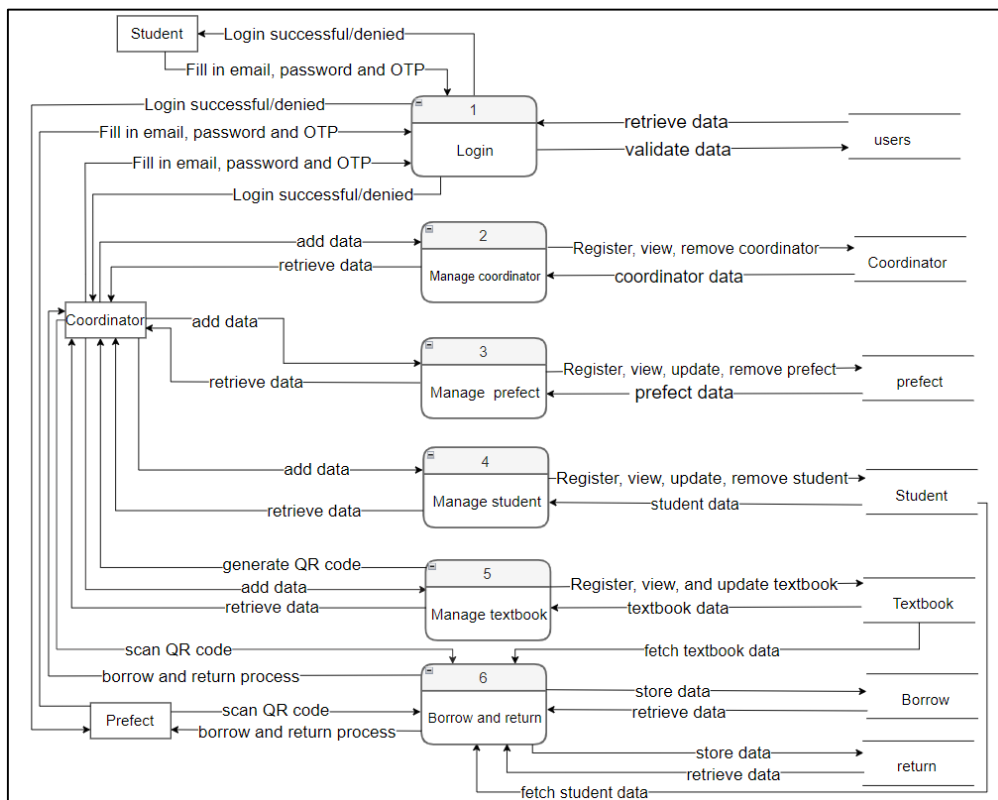 Student
Login successful/denied
Fill in email, password and OTP
Login successful/denied
1
Fill in email, password and OTP
retrieve data
users
Login
validate data
Fill in email, password and OTP
Login successful/denied
2
add data
Register, view, remove coordinator
retrieve data
Manage coordinator
Coordinator
coordinator data
Coordinator
add data
3
Register, view, update, remove prefect
retrieve data
Manage prefect
prefect
prefect data
4
add data
Register, view, update, remove student
Manage student
Student
retrieve data
student data
generate QR code
5
add data
Register, view, and update textbook
retrieve data
Manage textbook
textbook data
Textbook
scan QR code
fetch textbook data
borrow and return process
6
store data
Borrow
Prefect
scan QR code
Borrow and return
retrieve data
borrow and return process
store data
return
retrieve data
fetch student data